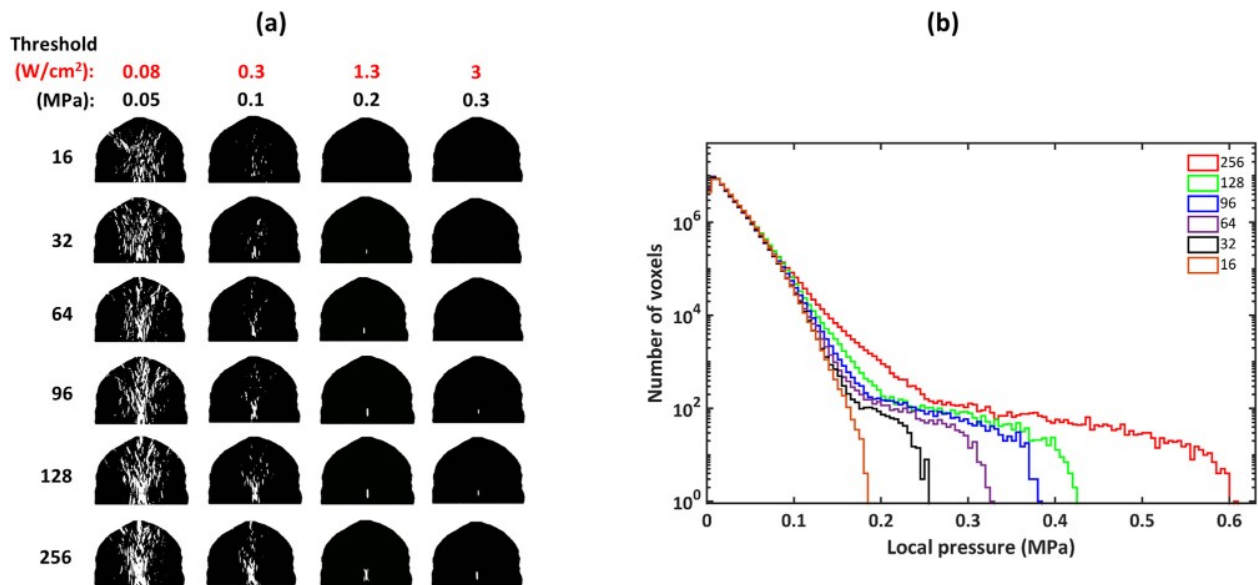 (a)
Threshold
(W/cm²): 0.08 0.3 1.3 3
(MPa): 0.05 0.1 0.2 0.3
16
32
64
96
128
256
(b)
256
128
96
64
32
16
Number of voxels
10⁶
10⁴
10²
10⁰
0 0.1 0.2 0.3 0.4 0.5 0.6
Local pressure (MPa)